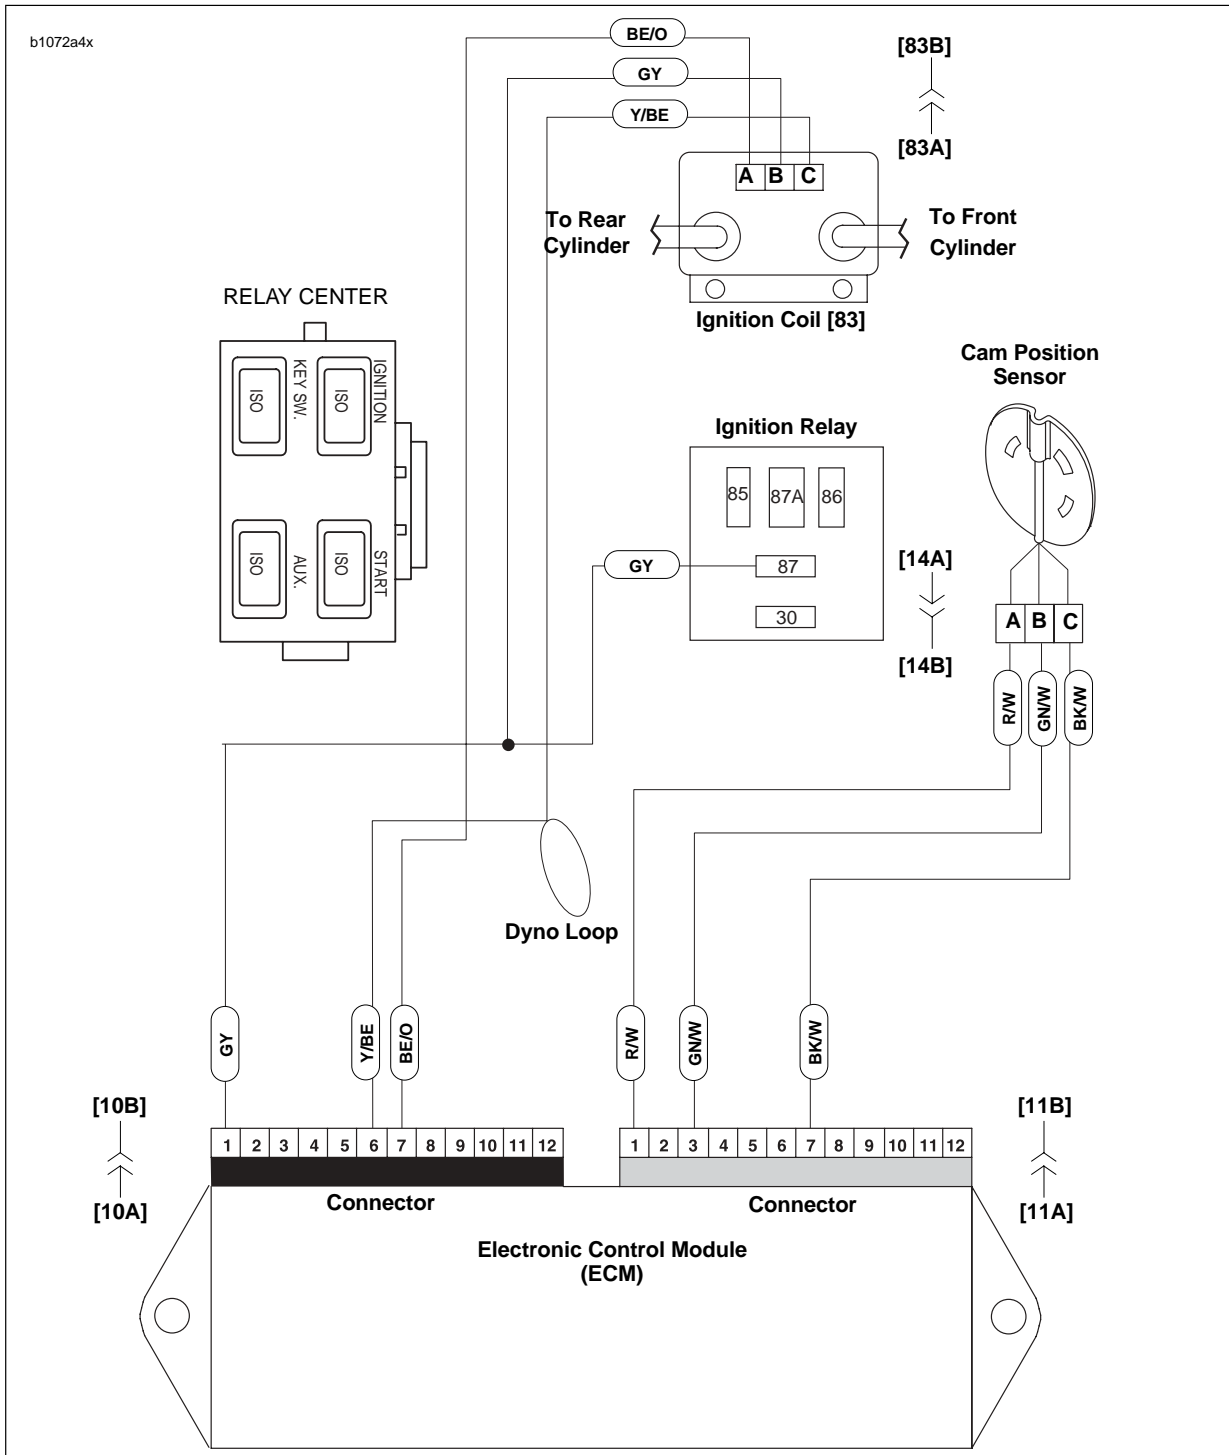 b1072a4x
BE/O
GY
Y/BE
[83B]
[83A]
A B C
To Rear
Cylinder
To Front
Cylinder
Ignition Coil [83]
RELAY CENTER
KEY SW.
IGNITION
ISO
ISO
AUX.
START
ISO
ISO
Ignition Relay
85 87A 86
87
30
GY
[14A]
[14B]
Cam Position
Sensor
A B C
R/W
GN/W
BK/W
Dyno Loop
GY
Y/BE
BE/O
R/W
GN/W
BK/W
[10B]
[10A]
[11B]
[11A]
1 2 3 4 5 6 7 8 9 10 11 12
1 2 3 4 5 6 7 8 9 10 11 12
Connector
Connector
Electronic Control Module
(ECM)